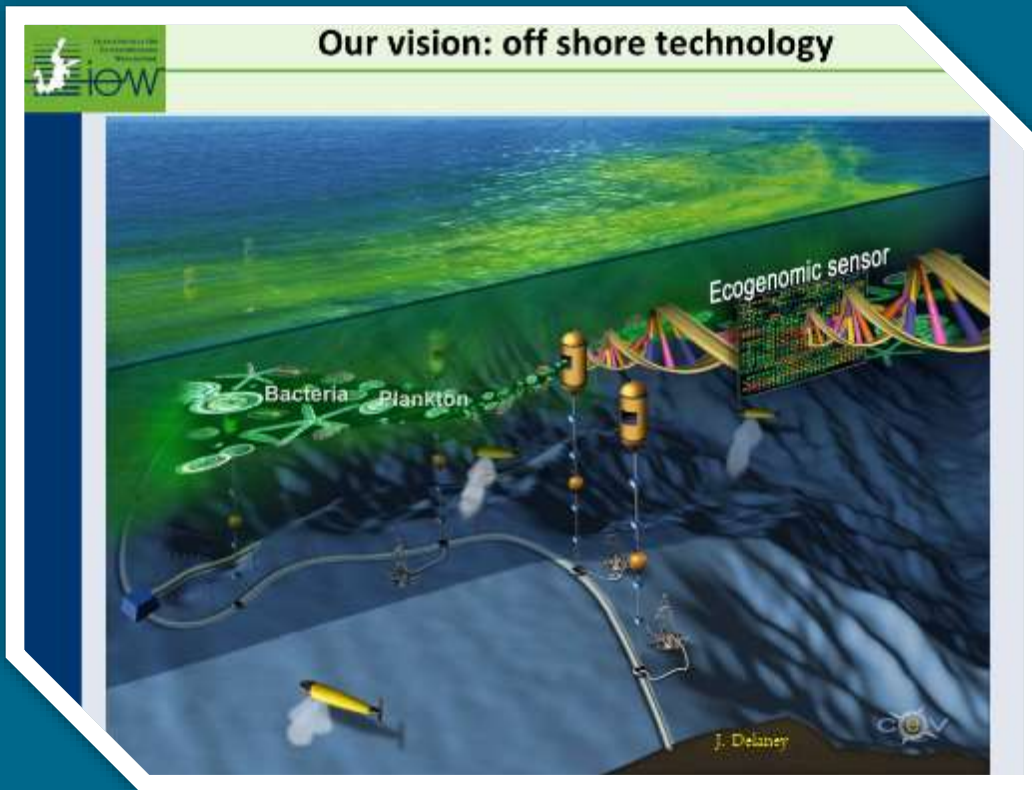 Our vision: off shore technology
iow
Ecogenomic sensor
Bacteria
Plankton
J. Delaney